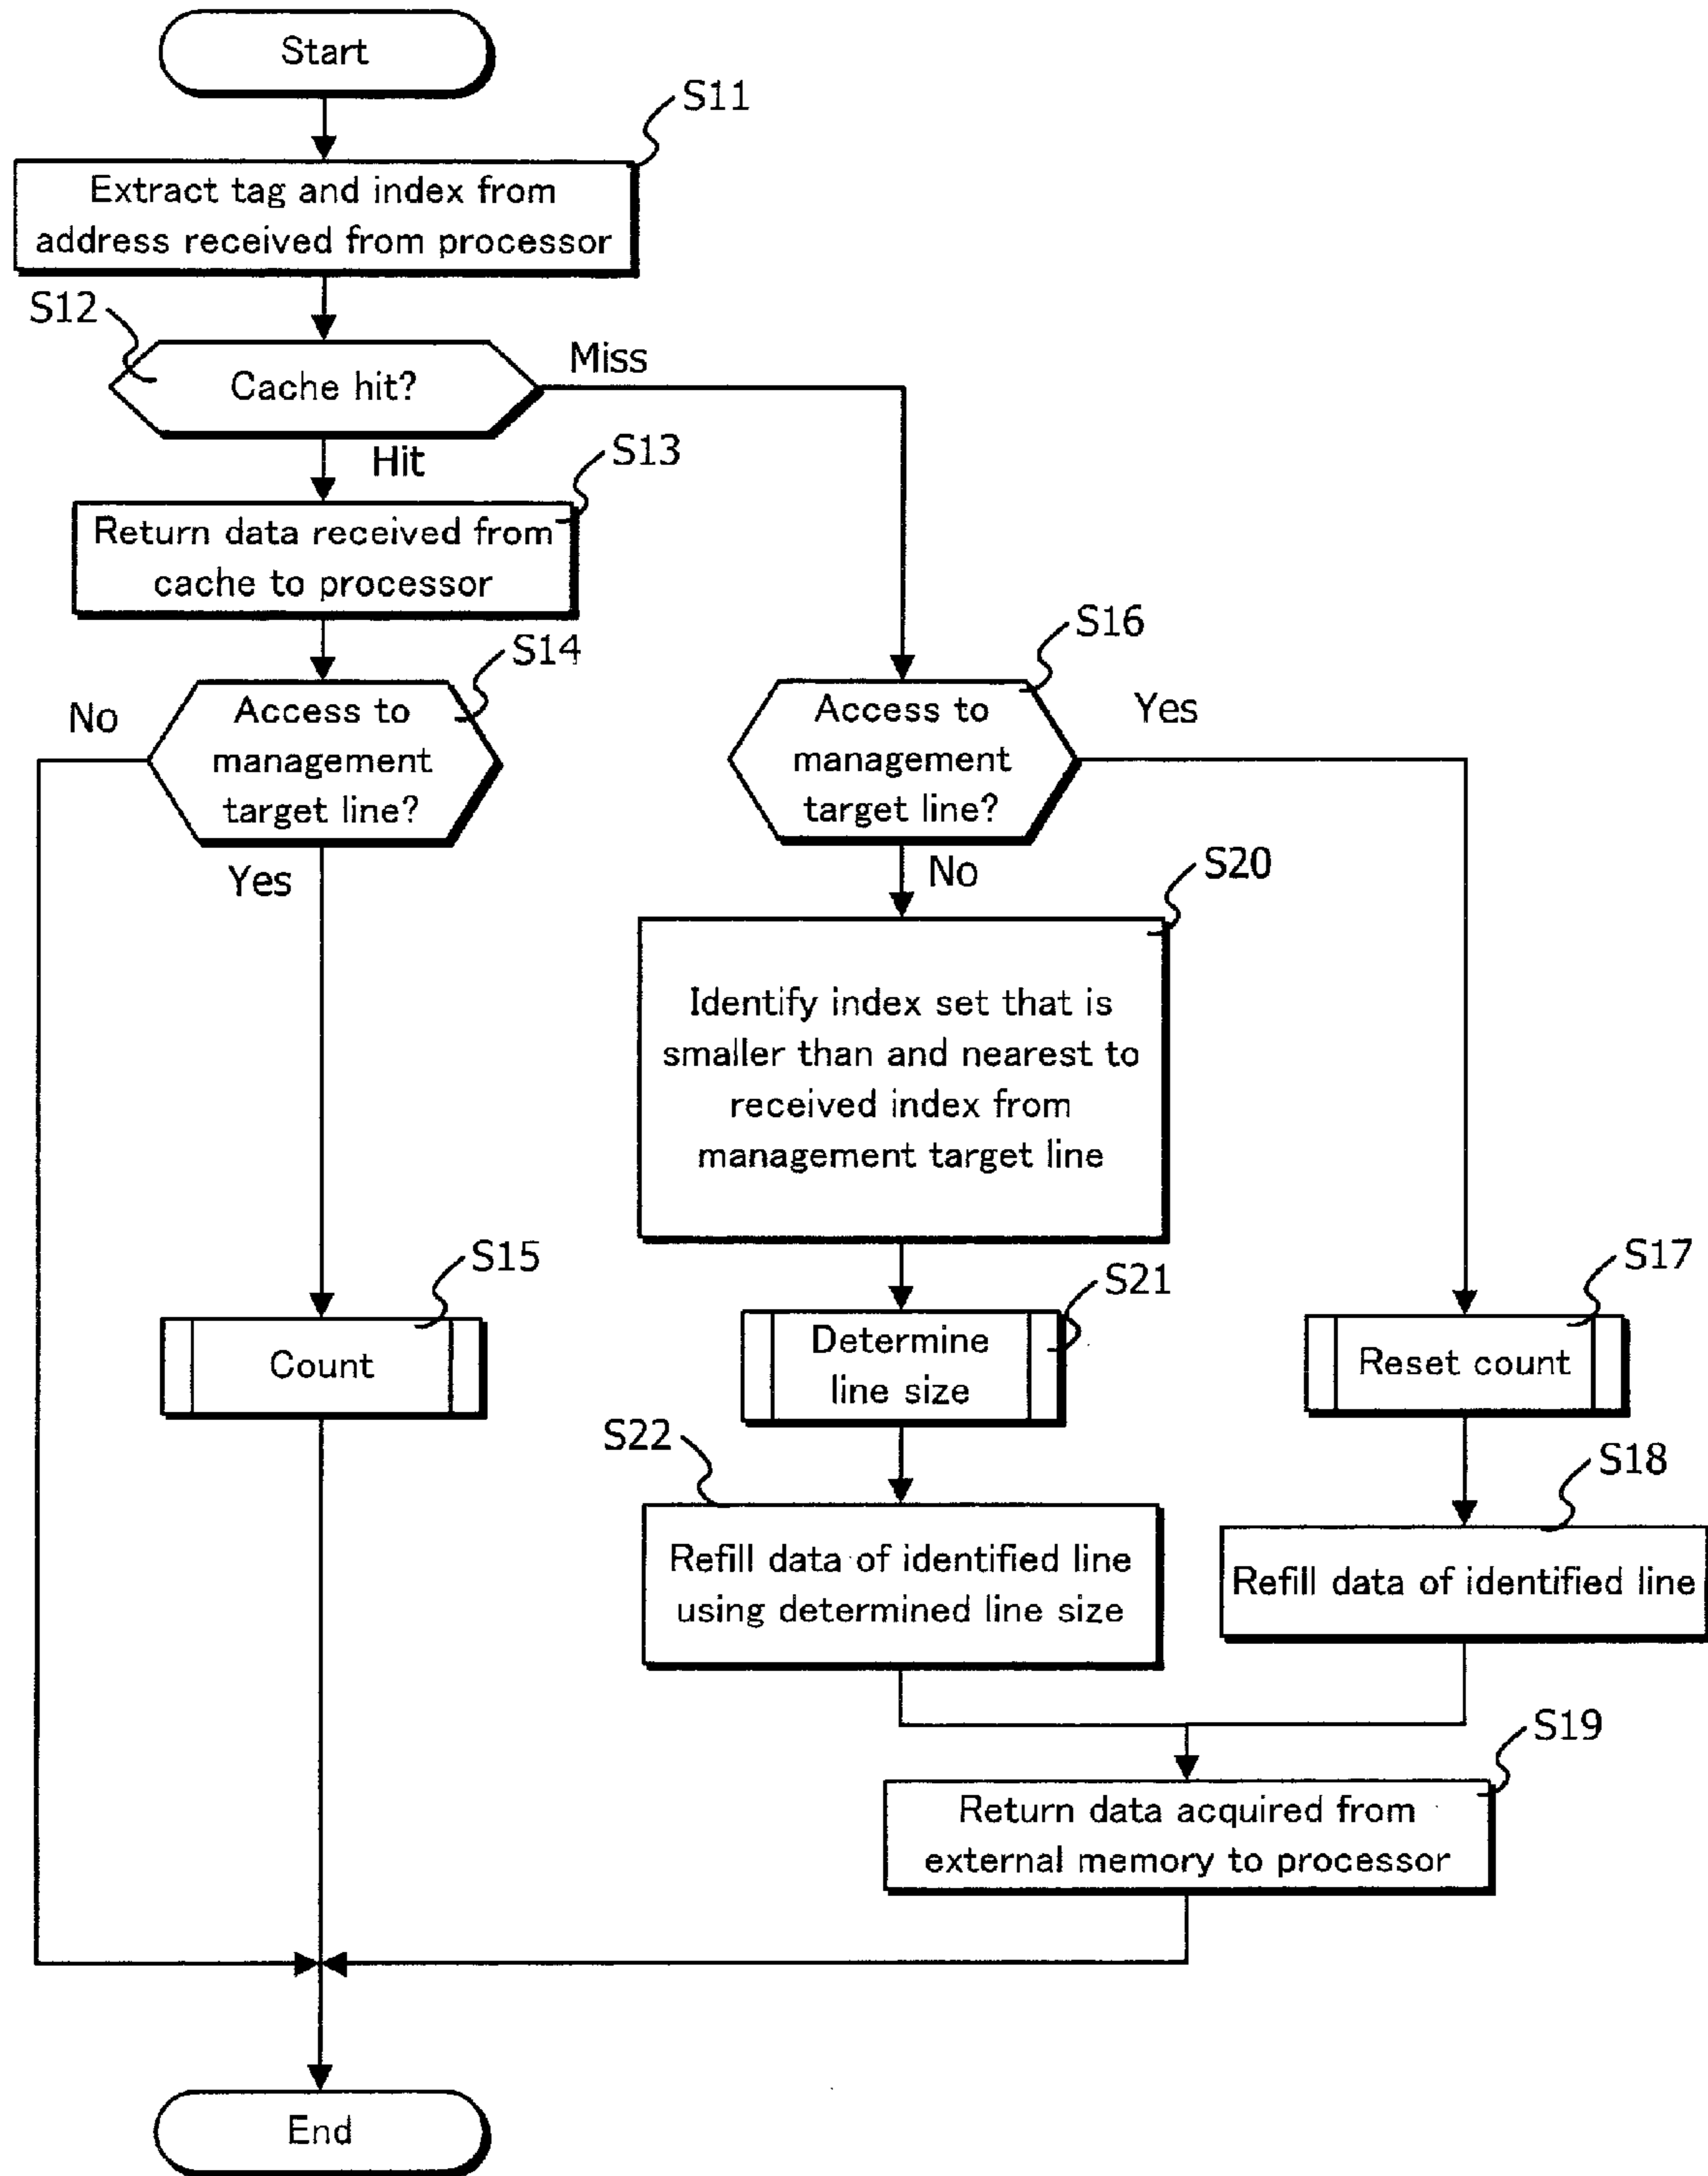 Start
S11
Extract tag and index from
address received from processor
S12
Cache hit?
Miss
Hit
S13
Return data received from
cache to processor
S14
No
Access to
management
target line?
Yes
S16
Access to
management
target line?
Yes
No
S20
Identify index set that is
smaller than and nearest to
received index from
management target line
S15
Count
S21
Determine
line size
S17
Reset count
S22
Refill data of identified line
using determined line size
S18
Refill data of identified line
S19
Return data acquired from
external memory to processor
End